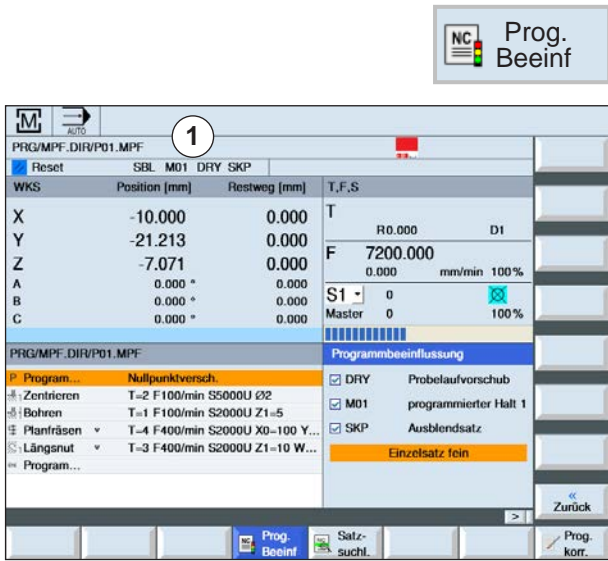 NC Prog.
Beeinf
M AUTO
1
PRG/MPF.DIR/P01.MPF
Reset SBL M01 DRY SKP
WKS Position [mm] Restweg [mm] T,F,S
X -10.000 0.000 T
R0.000 D1
Y -21.213 0.000
F 7200.000
Z -7.071 0.000
0.000 mm/min 100%
A 0.000 ° 0.000
B 0.000 ° 0.000 S1 0
C 0.000 ° 0.000 Master 0 100%
PRG/MPF.DIR/P01.MPF Programmbeeinflussung
P Program... Nullpunktversch.
Zentrieren T=2 F100/min S5000U Ø2
Bohren T=1 F100/min S2000U Z1=5
Planfräsen T=4 F400/min S2000U X0=100 Y...
Längsnut T=3 F400/min S2000U Z1=10 W...
Program...
DRY Probelaufvorschub
M01 programmierter Halt 1
SKP Ausblendsatz
Einzelsatz fein
«
Zurück
>
NC Prog.
Beeinf
NC Satz-
suchl.
Prog.
korr.